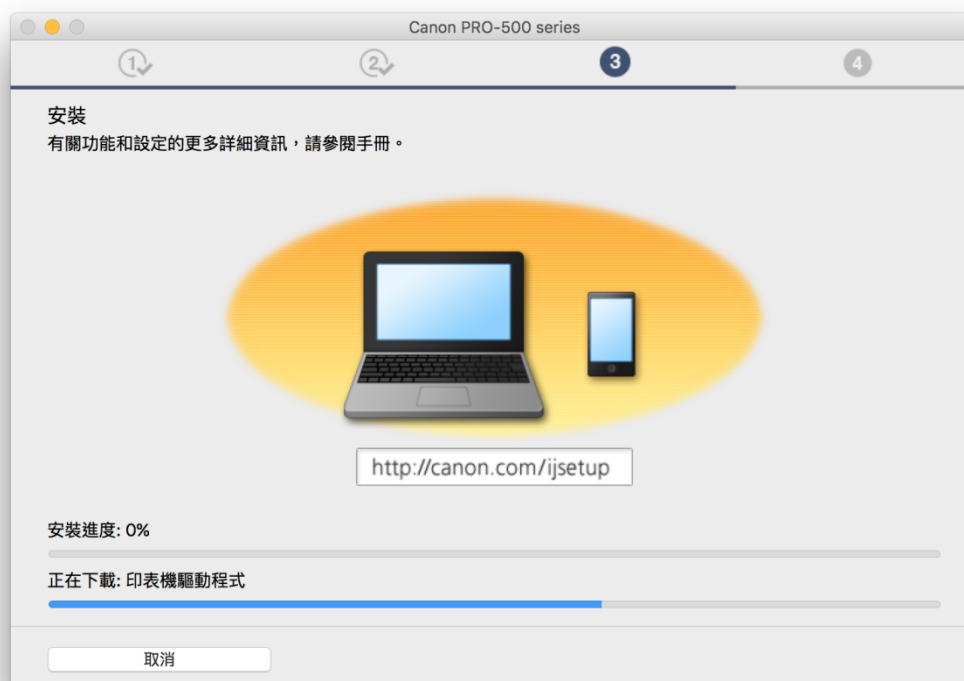 Canon PRO-500 series
1
2
3
4
安裝
有關功能和設定的更多詳細資訊，請參閱手冊。
http://canon.com/ijsetup
安裝進度: 0%
正在下載: 印表機驅動程式
取消